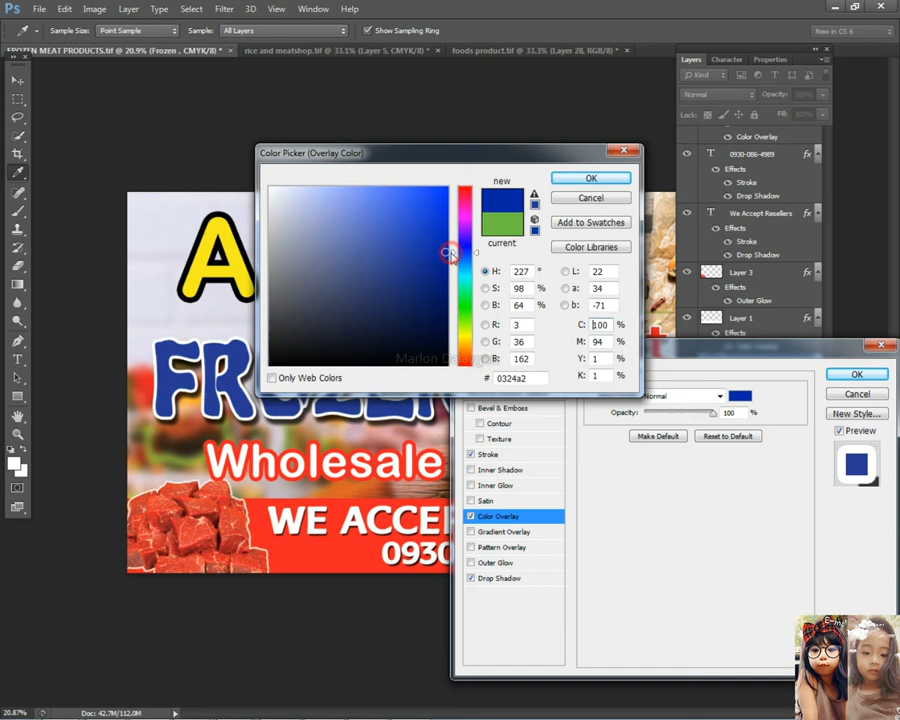 Ps File Edit Image Layer Type Select Filter 3D View Window Help
Sample Size: Point Sample Sample: All Layers Show Sampling Ring New in CS 6
FROZEN MEAT PRODUCTS.tif @ 20.9% (Frozen , CMYK/8) * × rice and meatshop.tif @ 33.1% (Layer 5, CMYK/8) * × foods product.tif @ 33.3% (Layer 28, RGB/8) * ×
Layers Character Properties
Kind
Normal Opacity: 100%
Lock: Fill: 100%
Color Overlay
T 0930-086-4989 fx
Effects
Stroke
Drop Shadow
T We Accept Resellers fx
Effects
Stroke
Drop Shadow
Layer 3 fx
Effects
Outer Glow
Layer 1 fx
Effects
Color Picker (Overlay Color)
new
current
OK
Cancel
Add to Swatches
Color Libraries
H: 227 ° L: 22
S: 98 % a: 34
B: 64 % b: -71
R: 3 C: 100 %
G: 36 M: 94 %
B: 162 Y: 1 %
# 0324a2 K: 1 %
Only Web Colors
Normal
Opacity: 100 %
Make Default Reset to Default
OK
Cancel
New Style...
Preview
Bevel & Emboss
Contour
Texture
Stroke
Inner Shadow
Inner Glow
Satin
Color Overlay
Gradient Overlay
Pattern Overlay
Outer Glow
Drop Shadow
A
FROZEN
Wholesale
WE ACCE
0930
20.87% Doc: 42.7M/112.0M